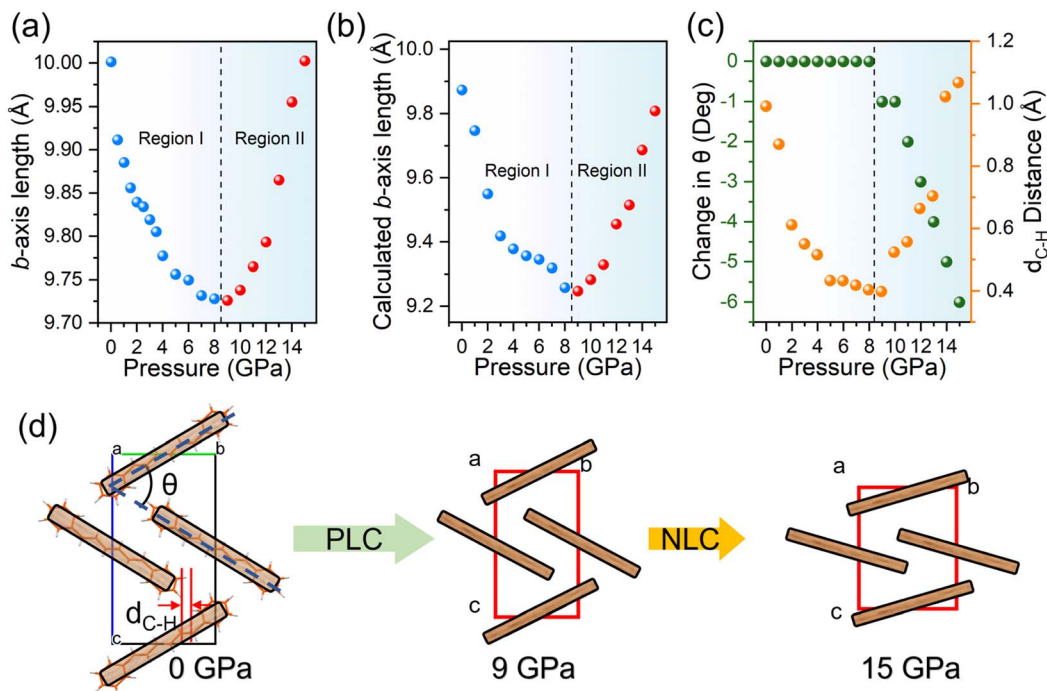 (a)
10.00
9.95
9.90
9.85
9.80
9.75
9.70
b-axis length (Å)
Region I
Region II
0 2 4 6 8 10 12 14
Pressure (GPa)
(b)
10.0
9.8
9.6
9.4
9.2
Calculated b-axis length (Å)
Region I
Region II
0 2 4 6 8 10 12 14
Pressure (GPa)
(c)
0
-1
-2
-3
-4
-5
-6
Change in θ (Deg)
1.2
1.0
0.8
0.6
0.4
d_C-H Distance (Å)
0 2 4 6 8 10 12 14
Pressure (GPa)
(d)
a
b
θ
d_C-H
c
0 GPa
PLC
a
b
c
9 GPa
NLC
a
b
c
15 GPa